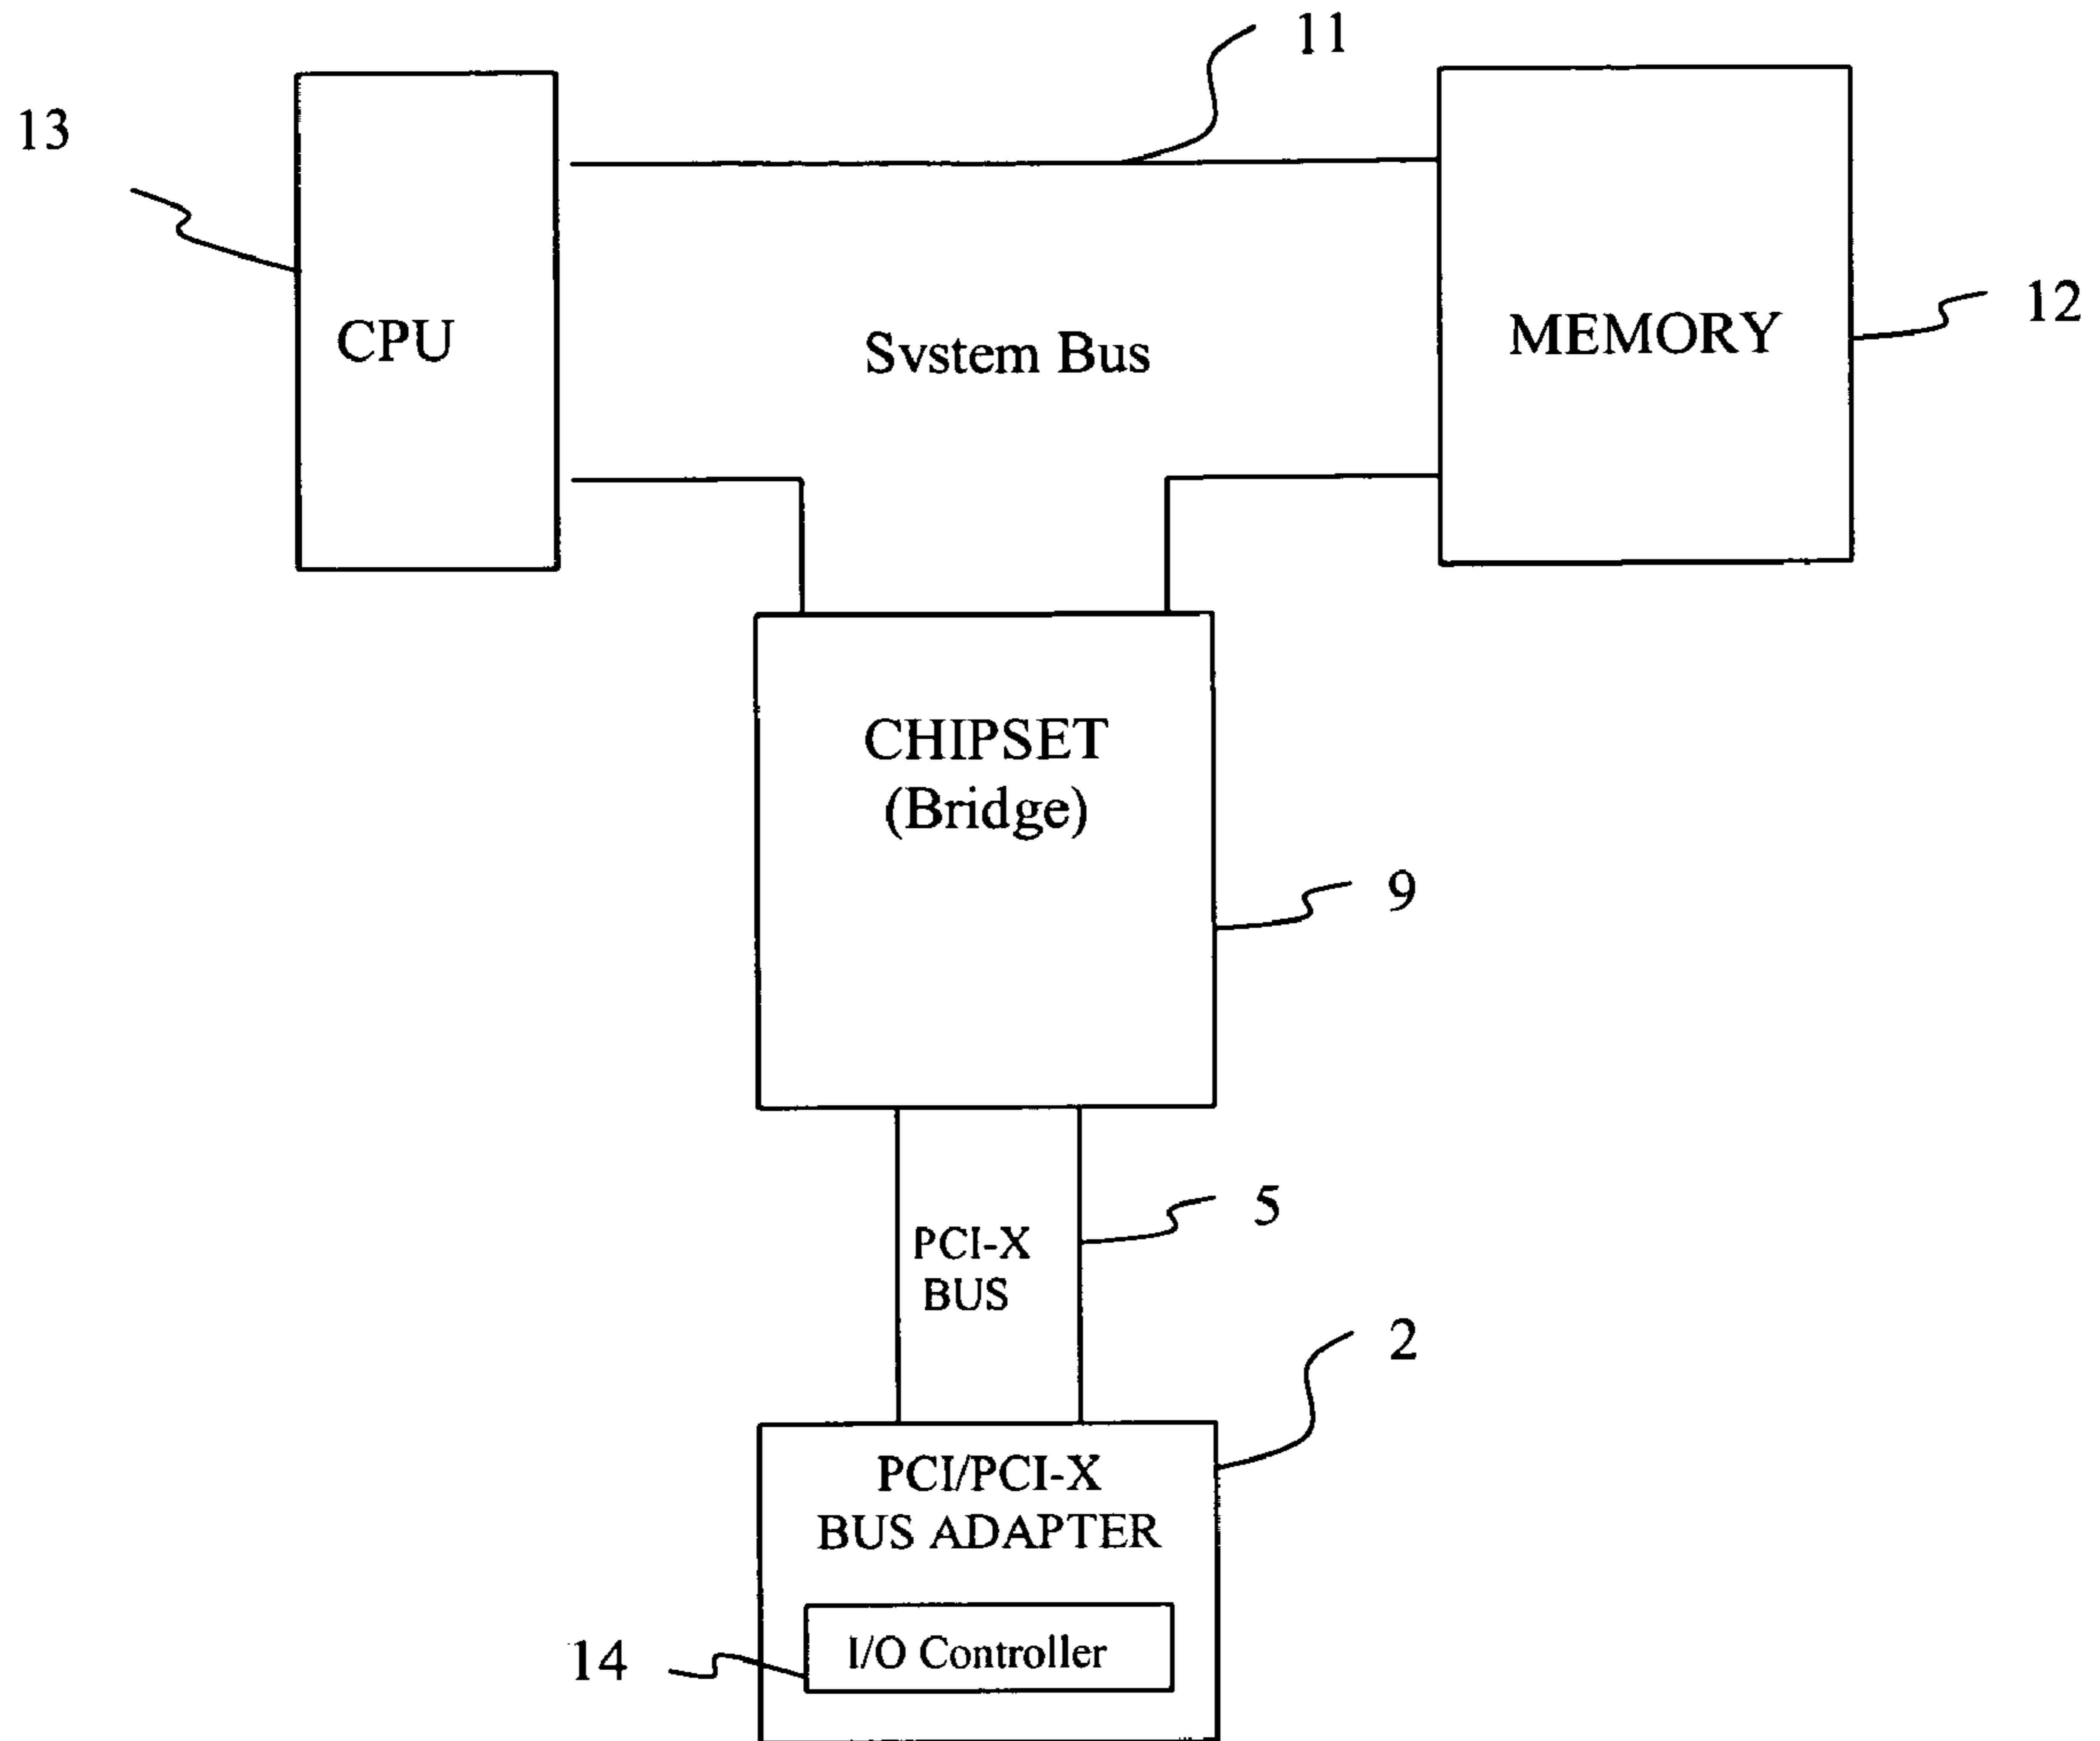 11
13
CPU
Svstem Bus
MEMORY
12
CHIPSET
(Bridge)
9
PCI-X
BUS
5
2
PCI/PCI-X
BUS ADAPTER
I/O Controller
14